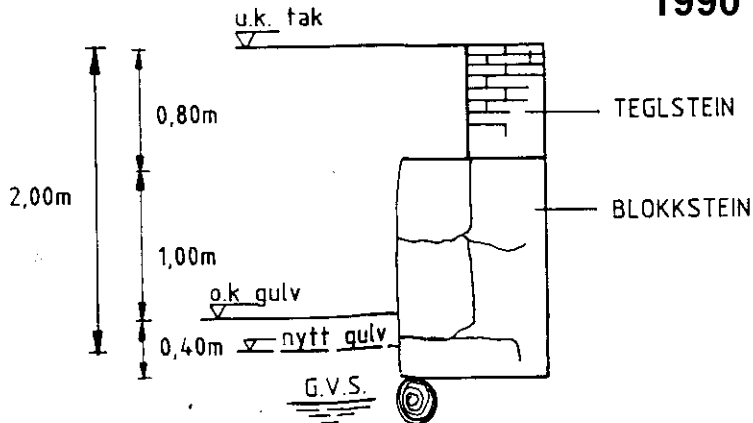 1990
u.k. tak
0,80m
TEGLSTEIN
2,00m
BLOKKSTEIN
1,00m
o.k gulv
nytt gulv
0,40m
G.V.S.